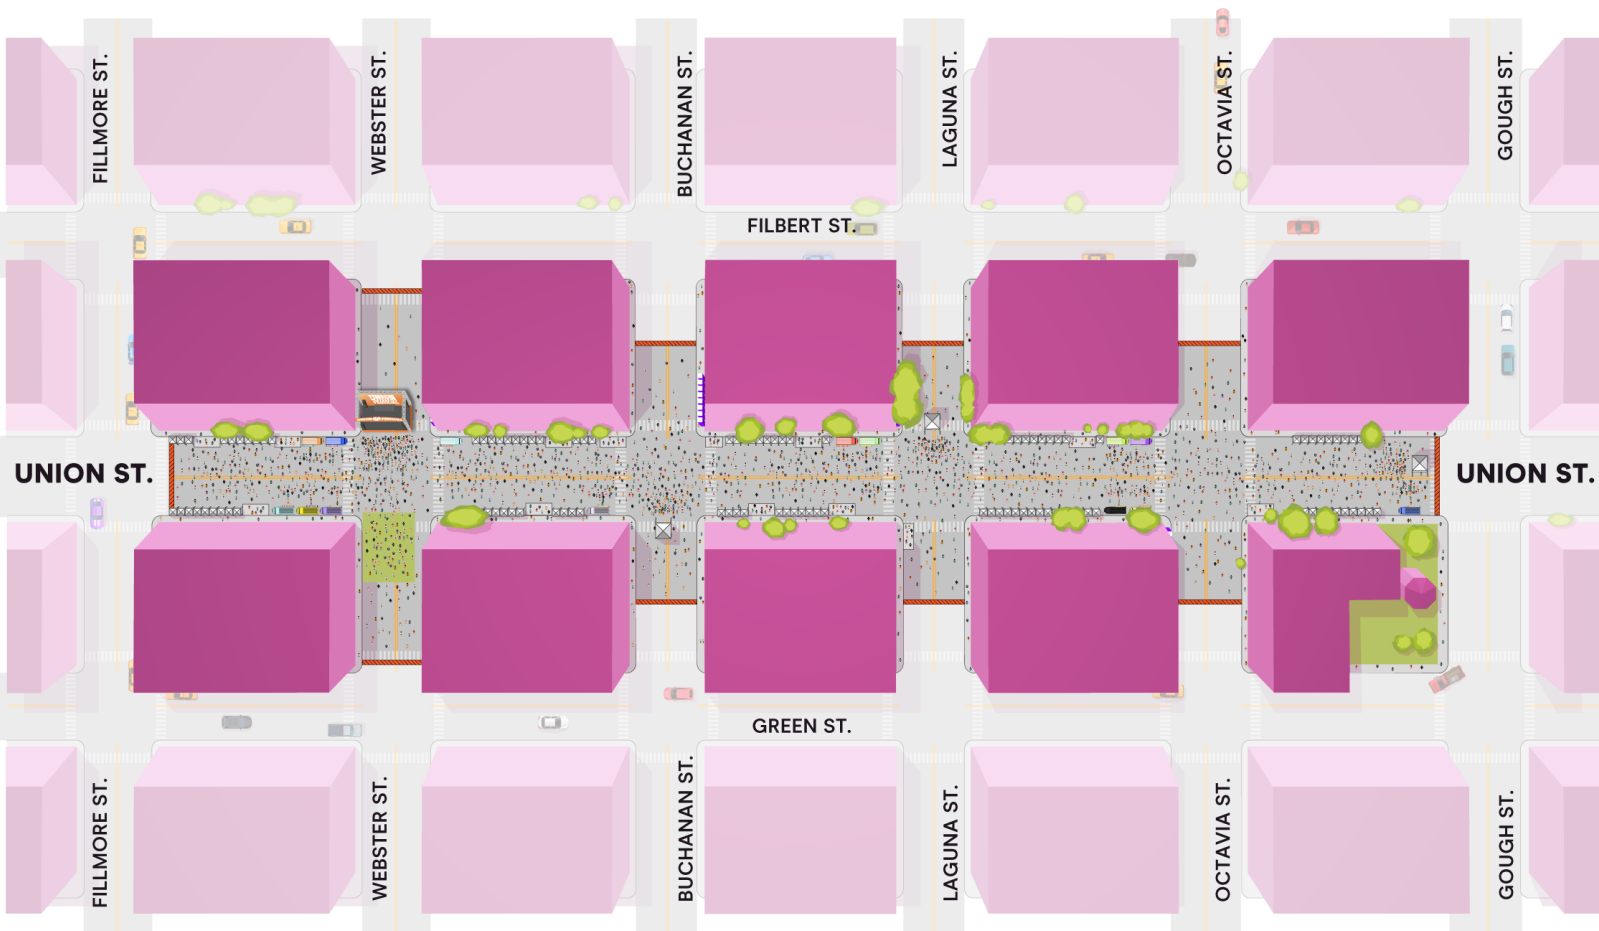 FILLMORE ST.
WEBSTER ST.
BUCHANAN ST.
LAGUNA ST.
OCTAVIA ST.
GOUGH ST.
FILBERT ST.
UNION ST.
UNION ST.
GREEN ST.
FILLMORE ST.
WEBSTER ST.
BUCHANAN ST.
LAGUNA ST.
OCTAVIA ST.
GOUGH ST.